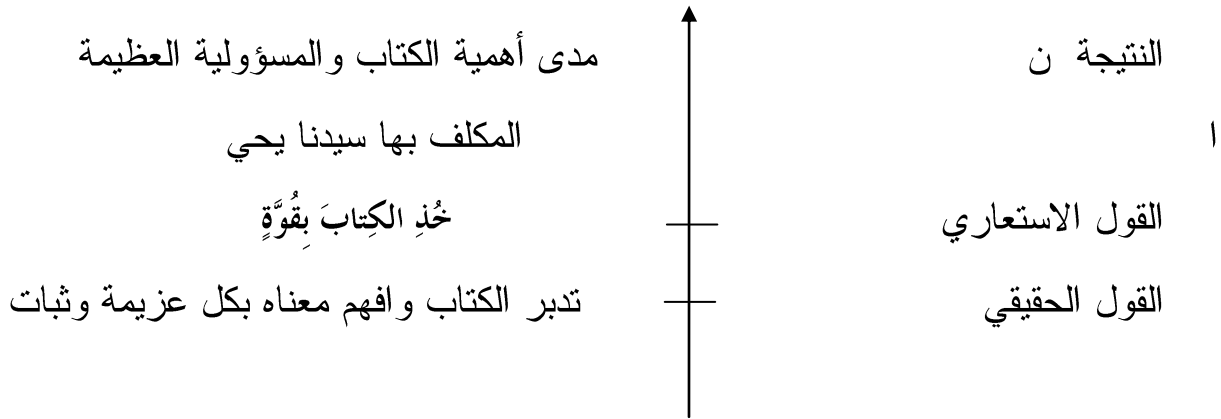 النتيجة ن مدى أهمية الكتاب والمسؤولية العظيمة
ا المكلف بها سيدنا يحي
القول الاستعاري خُذِ الكِتابَ بِقُوَّةٍ
القول الحقيقي تدبر الكتاب وافهم معناه بكل عزيمة وثبات